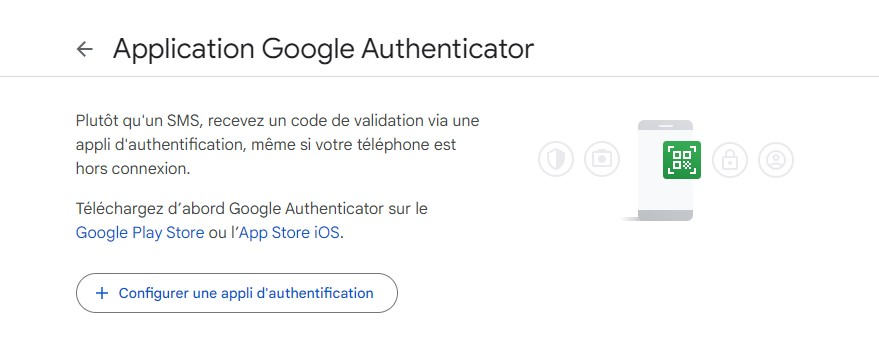 Application Google Authenticator
Plutôt qu'un SMS, recevez un code de validation via une
appli d'authentification, même si votre téléphone est
hors connexion.
Téléchargez d’abord Google Authenticator sur le
Google Play Store ou l’App Store iOS.
Configurer une appli d'authentification